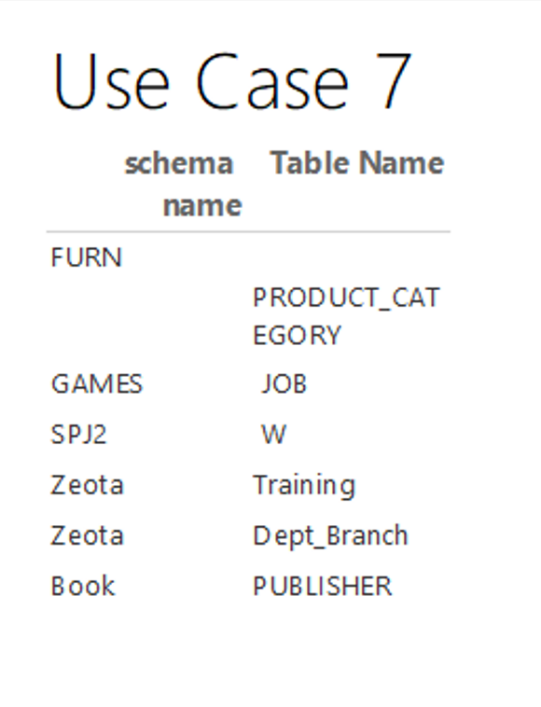 Use Case 7
schema Table Name
name
FURN
PRODUCT_CAT
EGORY
GAMES JOB
SPJ2 W
Zeota Training
Zeota Dept_Branch
Book PUBLISHER